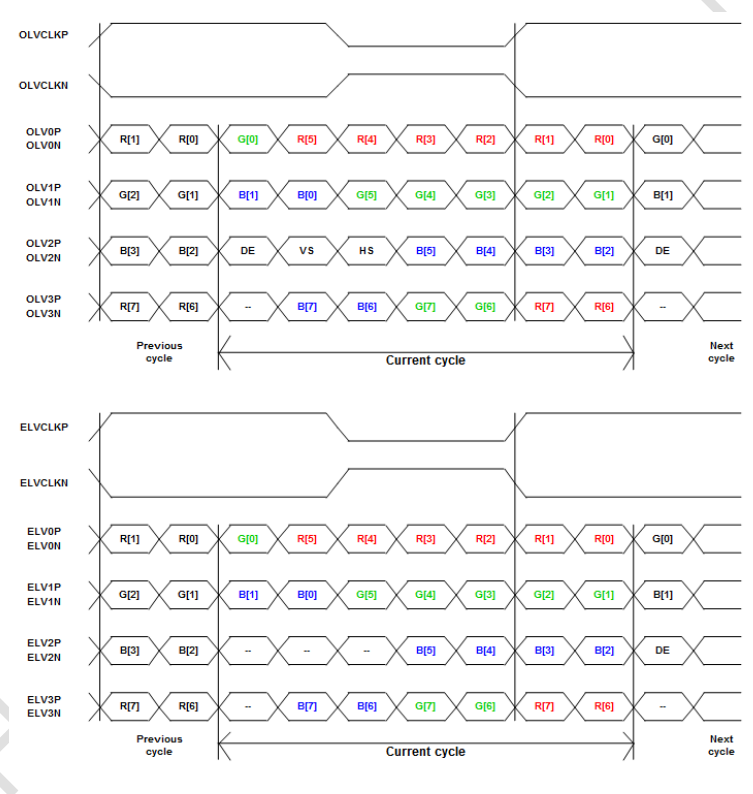 OLVCLKP
OLVCLKN
OLV0P
OLV0N
R[1] R[0] G[0] R[5] R[4] R[3] R[2] R[1] R[0] G[0]
OLV1P
OLV1N
G[2] G[1] B[1] B[0] G[5] G[4] G[3] G[2] G[1] B[1]
OLV2P
OLV2N
B[3] B[2] DE VS HS B[5] B[4] B[3] B[2] DE
OLV3P
OLV3N
R[7] R[6] -- B[7] B[6] G[7] G[6] R[7] R[6] --
Previous
cycle
Current cycle
Next
cycle
ELVCLKP
ELVCLKN
ELV0P
ELV0N
R[1] R[0] G[0] R[5] R[4] R[3] R[2] R[1] R[0] G[0]
ELV1P
ELV1N
G[2] G[1] B[1] B[0] G[5] G[4] G[3] G[2] G[1] B[1]
ELV2P
ELV2N
B[3] B[2] -- -- -- B[5] B[4] B[3] B[2] DE
ELV3P
ELV3N
R[7] R[6] -- B[7] B[6] G[7] G[6] R[7] R[6] --
Previous
cycle
Current cycle
Next
cycle